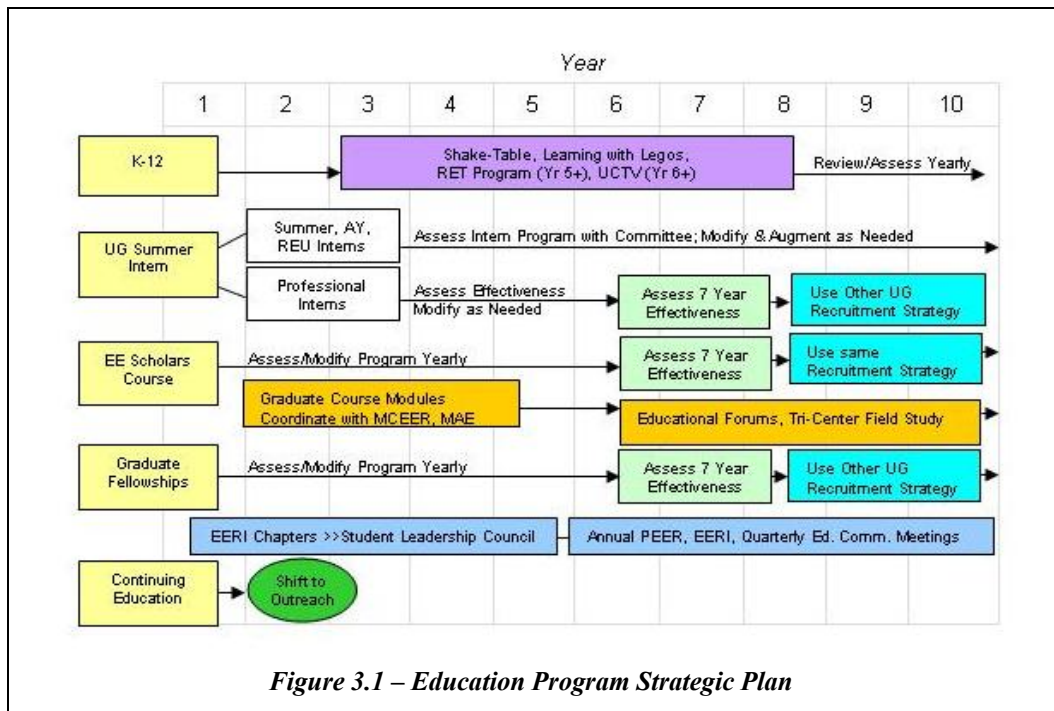 Year
1 2 3 4 5 6 7 8 9 10
K-12
Shake-Table, Learning with Legos,
RET Program (Yr 5+), UCTV (Yr 6+)
Review/Assess Yearly
UG Summer
Intern
Summer, AY,
REU Interns
Assess Intern Program with Committee; Modify & Augment as Needed
Professional
Interns
Assess Effectiveness
Modify as Needed
Assess 7 Year
Effectiveness
Use Other UG
Recruitment Strategy
EE Scholars
Course
Assess/Modify Program Yearly
Assess 7 Year
Effectiveness
Use same
Recruitment Strategy
Graduate Course Modules
Coordinate with MCEER, MAE
Educational Forums, Tri-Center Field Study
Graduate
Fellowships
Assess/Modify Program Yearly
Assess 7 Year
Effectiveness
Use Other UG
Recruitment Strategy
EERI Chapters >>Student Leadership Council
Annual PEER, EERI, Quarterly Ed. Comm. Meetings
Continuing
Education
Shift to
Outreach
Figure 3.1 – Education Program Strategic Plan